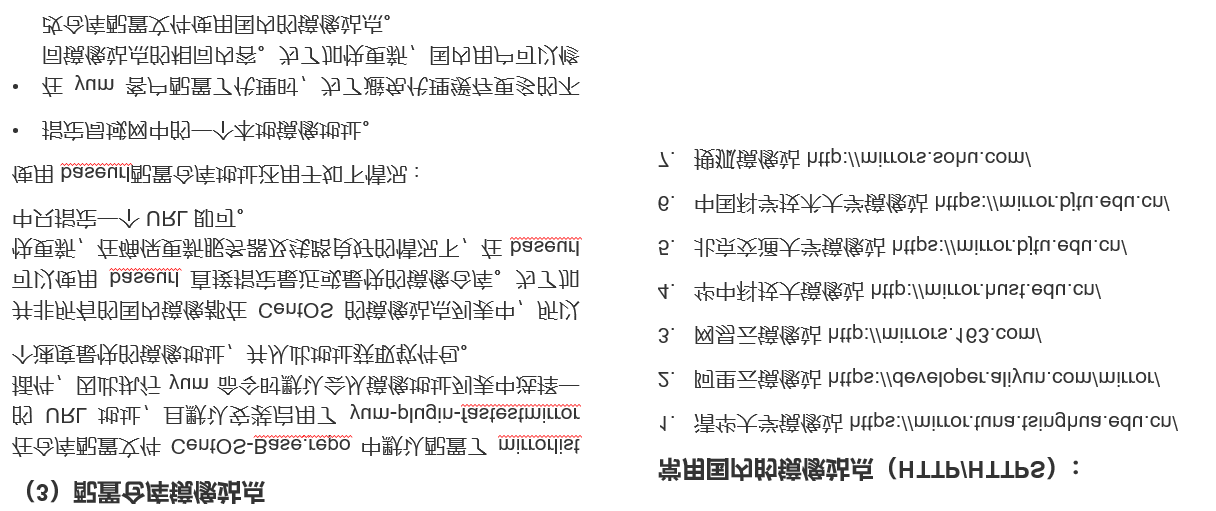 （3）配置仓库镜像站点
在仓库配置文件 CentOS-Base.repo 中默认配置了 mirrorlist
的 URL 地址，且默认安装启用了 yum-plugin-fastestmirror
插件，因此执行 yum 命令时默认会从镜像地址列表中选择一
个速度最快的镜像地址，并从此地址获取软件包。
并非所有的国内镜像都在 CentOS 的镜像站点列表中，所以
可以使用 baseurl 直接指定最近或最快的镜像仓库。为了加
快更新，在确保更新服务器及线路良好的情况下，在 baseurl
中只指定一个 URL 即可。
使用 baseurl配置仓库地址还用于如下情况：
• 指定局域网中的一个本地镜像地址。
• 在 yum 客户配置了代理时，为了避免代理缓存更多的不
同镜像站点的相同内容。为了加快更新，国内用户可以修
改仓库配置文件使用国内的镜像站点。
常用国内的镜像站点（HTTP/HTTPS）：
1. 清华大学镜像站 https://mirror.tuna.tsinghua.edu.cn/
2. 阿里云镜像站 https://developer.aliyun.com/mirror/
3. 网易云镜像站 http://mirrors.163.com/
4. 华中科技大镜像站 http://mirror.hust.edu.cn/
5. 北京交通大学镜像站 https://mirror.bjtu.edu.cn/
6. 中国科学技术大学镜像站 https://mirror.bjtu.edu.cn/
7. 搜狐镜像站 http://mirrors.sohu.com/